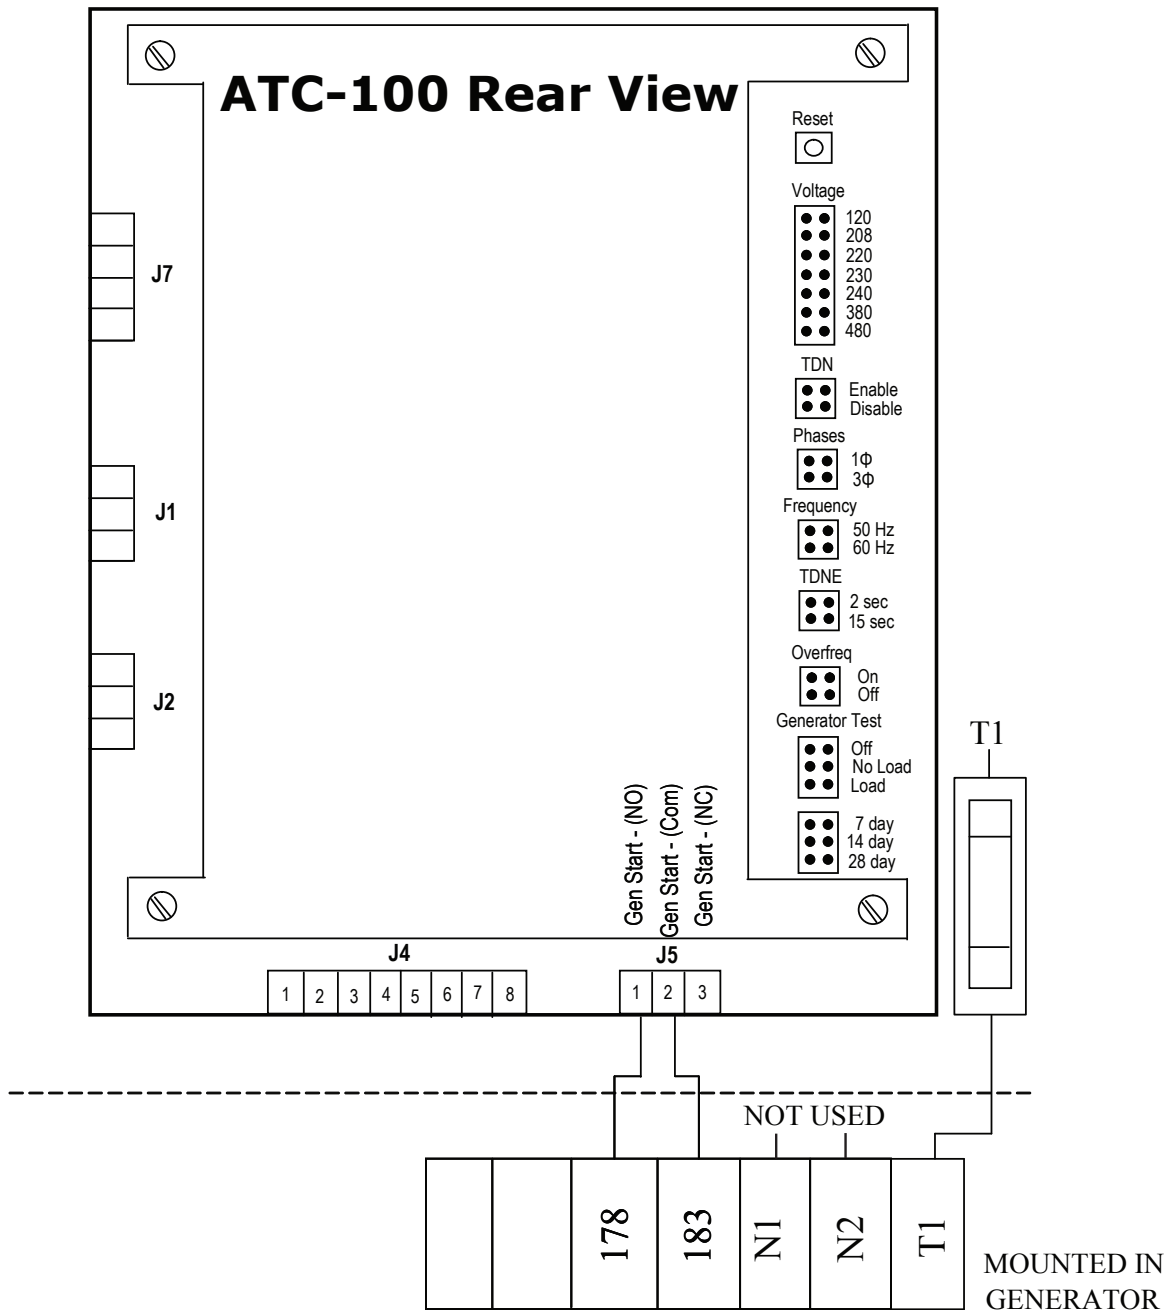 ATC-100 Rear View
Reset
Voltage
120
208
220
230
240
380
480
TDN
Enable
Disable
Phases
1Φ
3Φ
Frequency
50 Hz
60 Hz
TDNE
2 sec
15 sec
Overfreq
On
Off
Generator Test
Off
No Load
Load
7 day
14 day
28 day
J7
J1
J2
T1
Gen Start - (NO)
Gen Start - (Com)
Gen Start - (NC)
J4
1 2 3 4 5 6 7 8
J5
1 2 3
NOT USED
178
183
N1
N2
T1
MOUNTED IN
GENERATOR